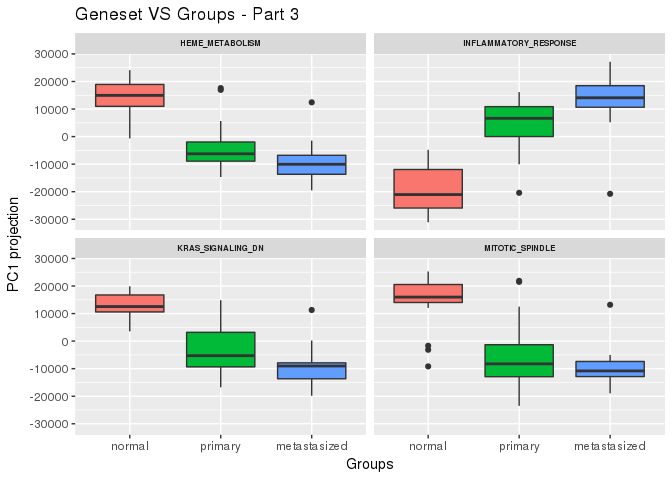 Geneset VS Groups - Part 3
HEME_METABOLISM
INFLAMMATORY_RESPONSE
30000
20000
10000
0
-10000
-20000
-30000
KRAS_SIGNALING_DN
MITOTIC_SPINDLE
30000
20000
10000
0
-10000
-20000
-30000
PC1 projection
normal primary metastasized
normal primary metastasized
Groups